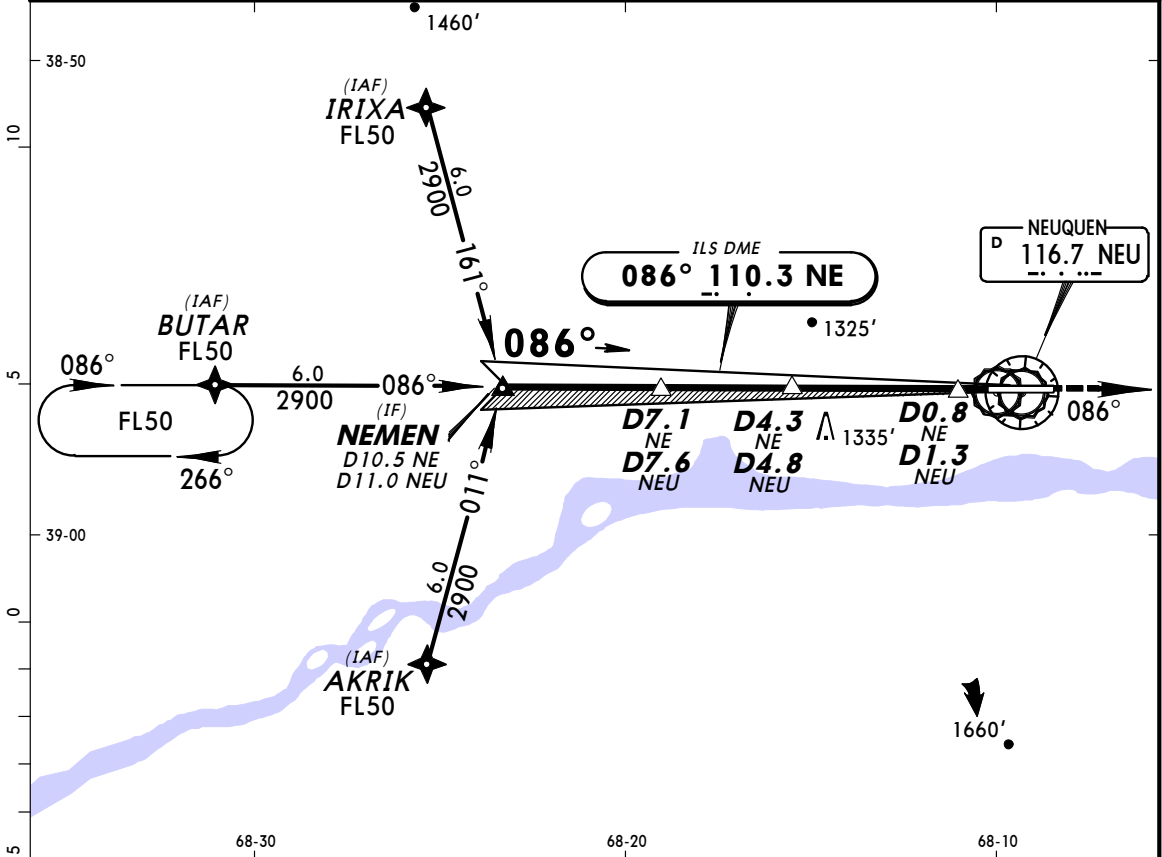 1460'
38-50
(IAF)
IRIXA
FL50
10
6.0
2900
161°
NEUQUEN
D 116.7 NEU
ILS DME
086° 110.3 NE
(IAF)
BUTAR
FL50
1325'
086°
086°
5
6.0
2900
086°
086°
FL50
266°
(IF)
NEMEN
D10.5 NE
D11.0 NEU
D7.1
NE
D7.6
NEU
D4.3
NE
D4.8
NEU
1335'
D0.8
NE
D1.3
NEU
011°
39-00
6.0
2900
0
(IAF)
AKRIK
FL50
1660'
68-30
68-20
68-10
5